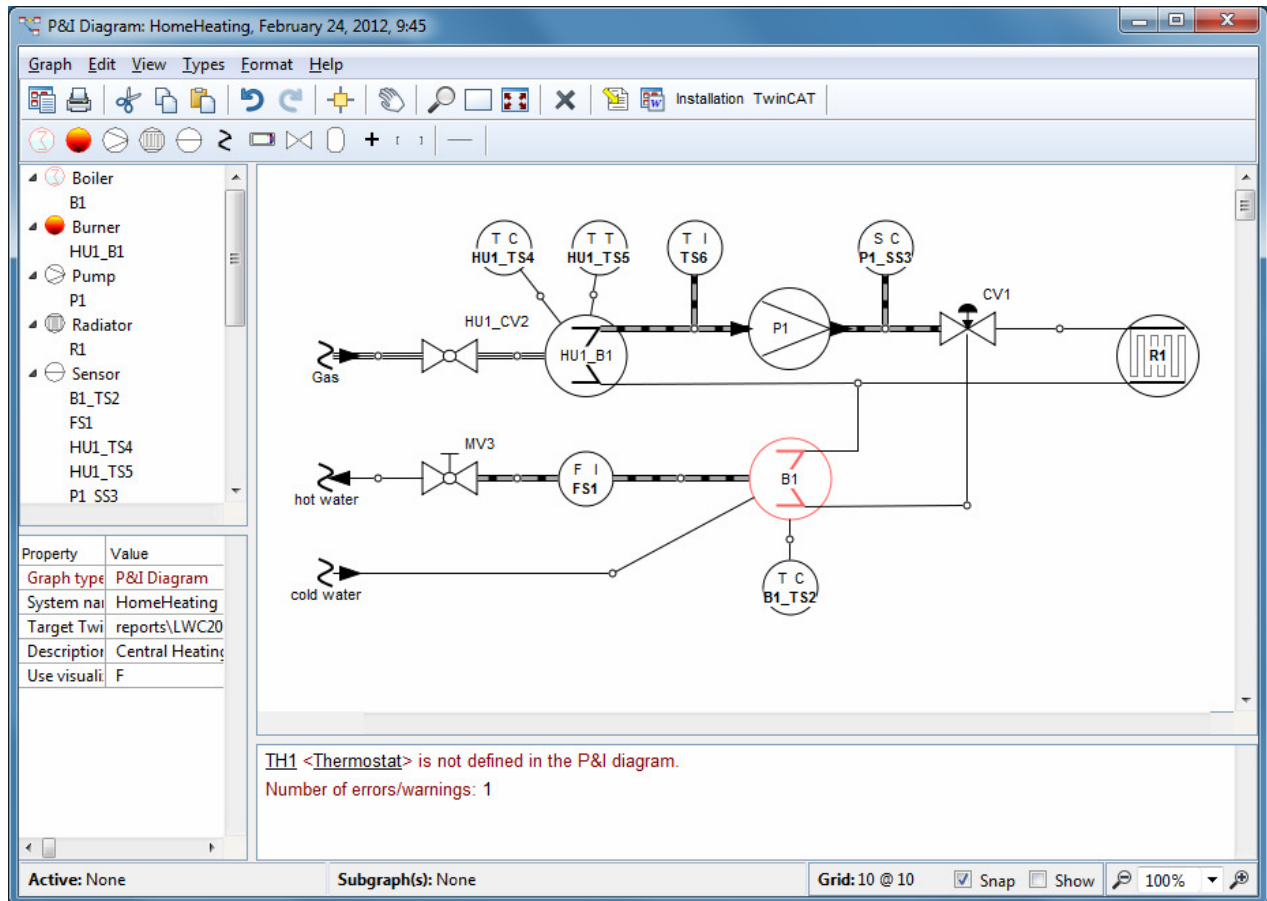 P&I Diagram: HomeHeating, February 24, 2012, 9:45
Graph Edit View Types Format Help
Installation TwinCAT
Boiler
B1
Burner
HU1_B1
Pump
P1
Radiator
R1
Sensor
B1_TS2
FS1
HU1_TS4
HU1_TS5
P1_SS3
T C
HU1_TS4
T T
HU1_TS5
T I
TS6
S C
P1_SS3
CV1
HU1_CV2
P1
HU1_B1
R1
Gas
MV3
F I
FS1
B1
hot water
T C
B1_TS2
cold water
Property Value
Graph type P&I Diagram
System nai HomeHeating
Target Twi reports\LWC20
Description Central Heating
Use visuali: F
TH1 <Thermostat> is not defined in the P&I diagram.
Number of errors/warnings: 1
Active: None Subgraph(s): None Grid: 10 @ 10 Snap Show 100%